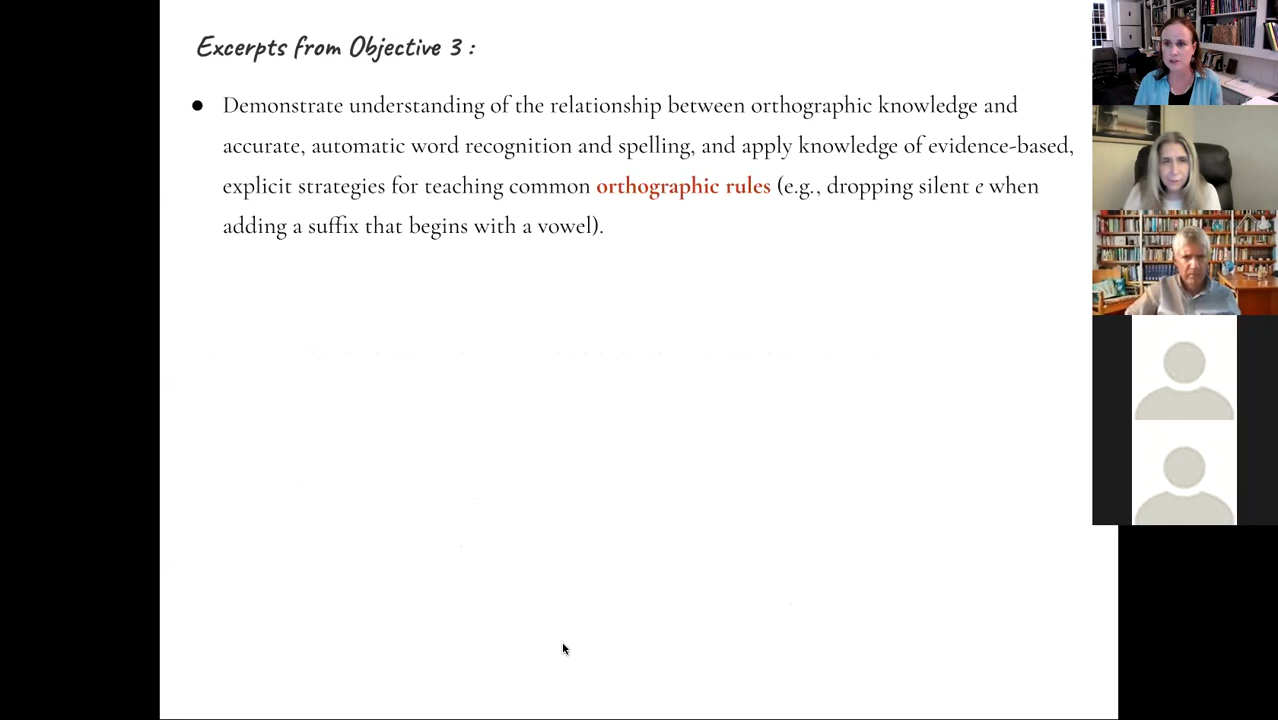 Excerpts from Objective 3 :
● Demonstrate understanding of the relationship between orthographic knowledge and
accurate, automatic word recognition and spelling, and apply knowledge of evidence-based,
explicit strategies for teaching common orthographic rules (e.g., dropping silent e when
adding a suffix that begins with a vowel).